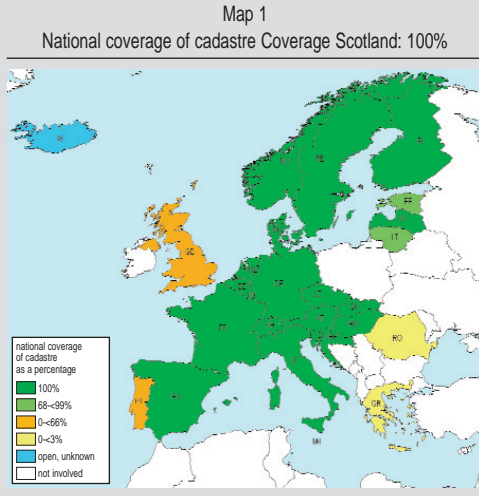 Map 1
National coverage of cadastre Coverage Scotland: 100%
EE
LT
RO
GR
national coverage
of cadastre
as a percentage
100%
68-<99%
0-<66%
0-<3%
open, unknown
not involved